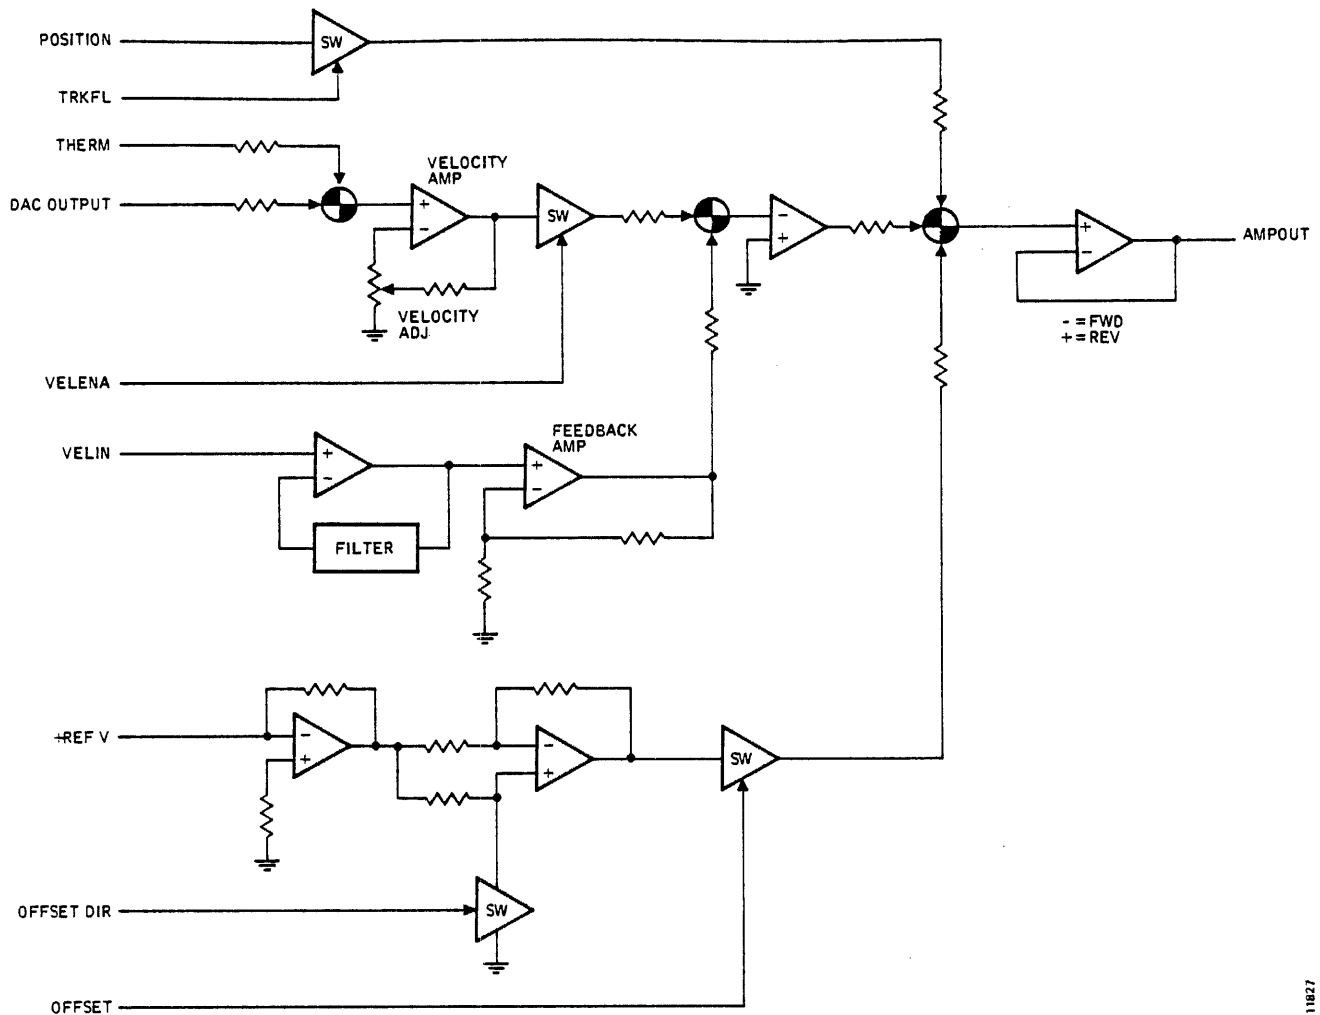 POSITION
SW
TRKFL
THERM
VELOCITY
AMP
DAC OUTPUT
+
-
SW
-
+
+
-
AMPOUT
VELOCITY
ADJ
- = FWD
+ = REV
VELENA
VELIN
+
-
FEEDBACK
AMP
+
-
FILTER
+REF V
-
+
-
+
SW
OFFSET DIR
SW
OFFSET
11827